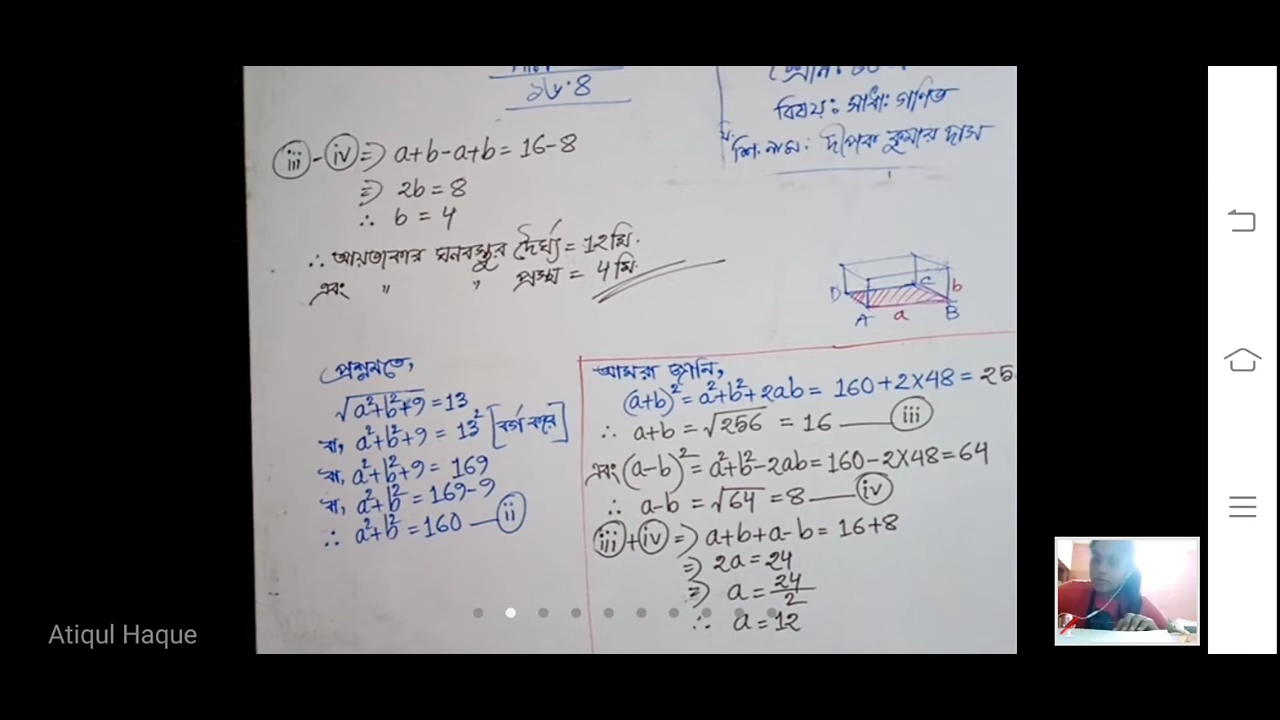 ১৬.৪
বিষয়: সাধা: গণিত
শি. নাম: দীপক কুমার দাস
iii - iv ⇒ a+b-a+b = 16-8
⇒ 2b = 8
∴ b = 4
∴ আয়তাকার ঘনবস্তুর দৈর্ঘ্য = 12মি.
এবং " " প্রস্থ = 4মি.
D C b
A a B
প্রশ্নমতে,
√a²+b²+9 = 13
বা, a²+b²+9 = 13² [বর্গ করে]
বা, a²+b²+9 = 169
বা, a²+b² = 169-9
∴ a²+b² = 160 — ii
আমরা জানি,
(a+b)² = a²+b²+2ab = 160+2×48 = 25
∴ a+b = √256 = 16 — iii
এবং (a-b)² = a²+b²-2ab = 160-2×48 = 64
∴ a-b = √64 = 8 — iv
iii + iv ⇒ a+b+a-b = 16+8
⇒ 2a = 24
⇒ a = 24/2
∴ a = 12
Atiqul Haque